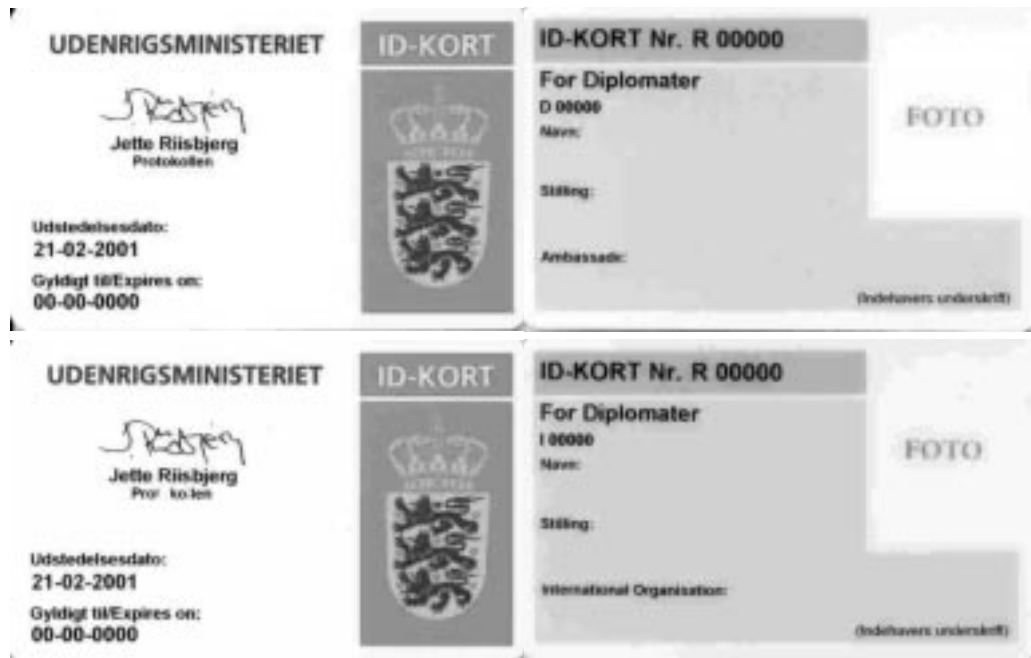 UDENRIGSMINISTERIET
ID-KORT
Jette Riisbjerg
Protokollen
Udstedelsesdato:
21-02-2001
Gyldigt til/Expires on:
00-00-0000
ID-KORT Nr. R 00000
For Diplomater
D 00000
Navn:
FOTO
Stilling:
Ambassade:
(Indehavers underskrift)
UDENRIGSMINISTERIET
ID-KORT
Jette Riisbjerg
Udstedelsesdato:
21-02-2001
Gyldigt til/Expires on:
00-00-0000
ID-KORT Nr. R 00000
For Diplomater
I 00000
Navn:
FOTO
Stilling:
International Organisation:
(Indehavers underskrift)